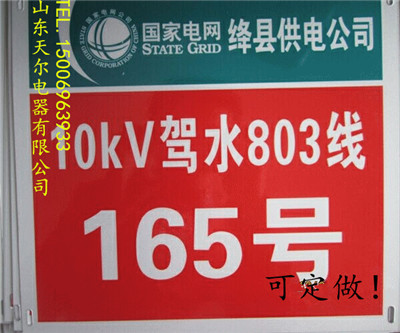 国家电网
STATE GRID
绛县供电公司
10kV驾水803线
165号
可定做!
TEL 15006963933
山东天尔电器有限公司